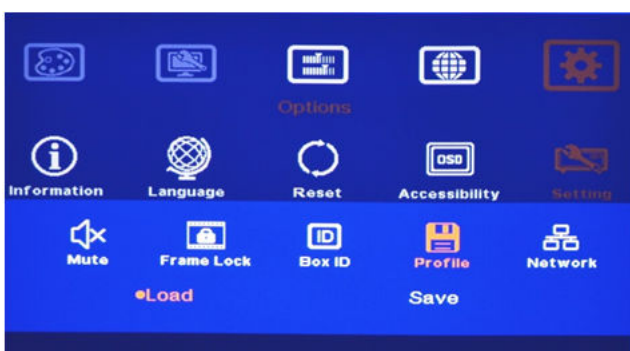 Options
Information Language Reset Accessibility Setting
Mute Frame Lock Box ID Profile Network
Load Save